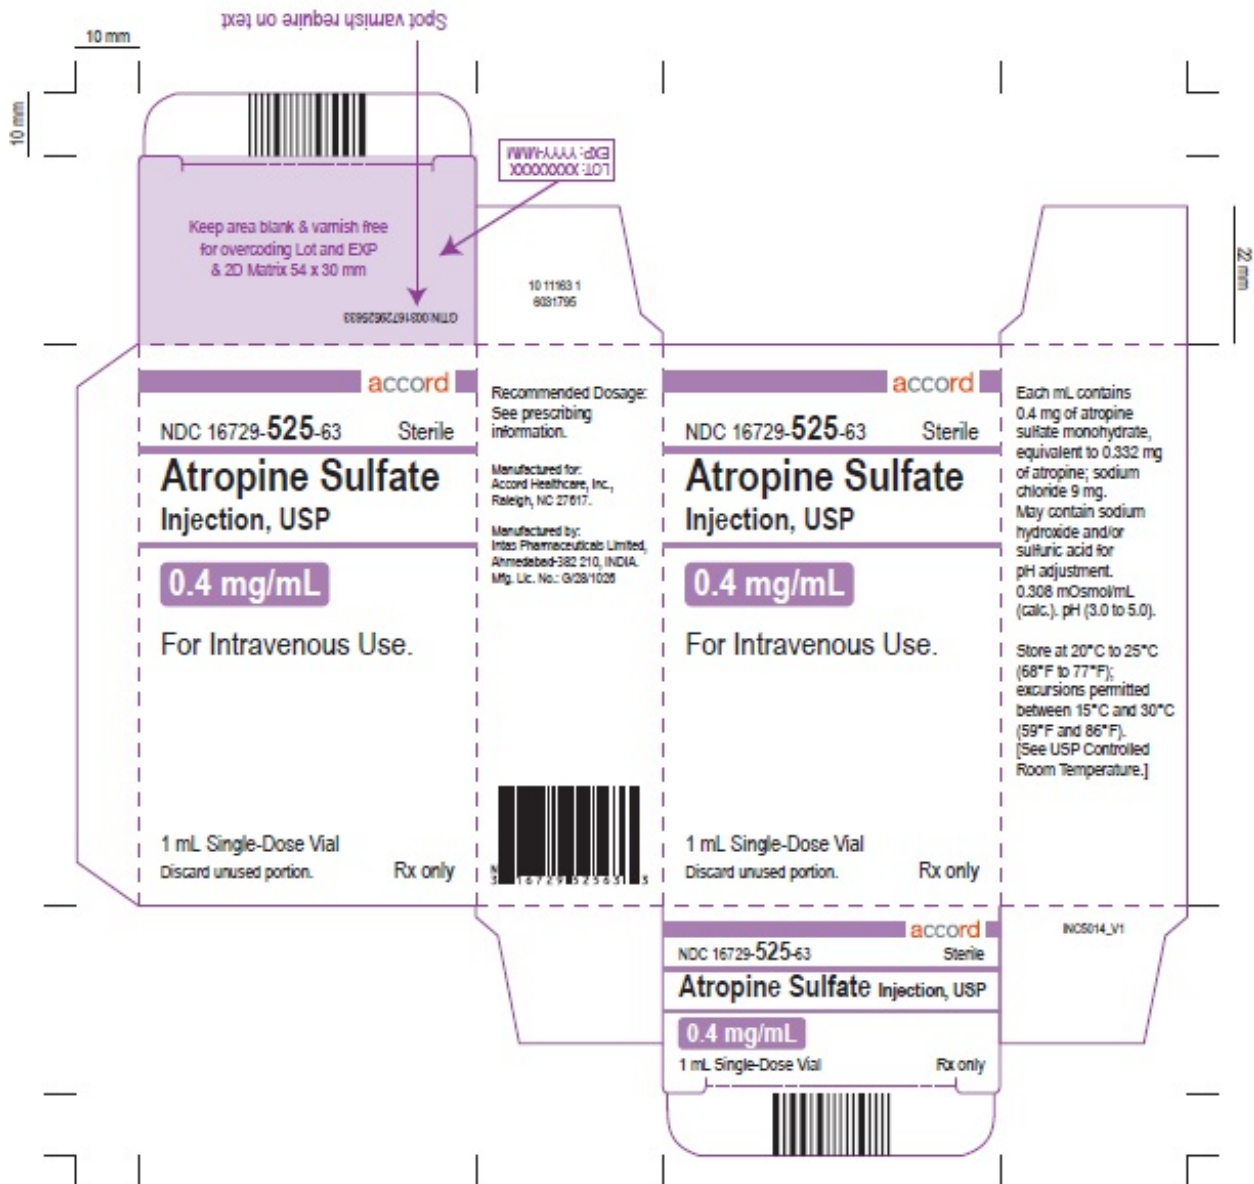 Spot varnish require on text
10 mm
10 mm
LOT: XXXXXXXX
EXP: YYYY-MMM
Keep area blank & varnish free
for overcoding Lot and EXP
& 2D Matrix 54 x 30 mm
GTIN:00316729525633
10 11163 1
6031795
22 mm
accord
NDC 16729-525-63 Sterile
Atropine Sulfate
Injection, USP
0.4 mg/mL
For Intravenous Use.
1 mL Single-Dose Vial
Discard unused portion. Rx only
Recommended Dosage:
See prescribing
information.
Manufactured for:
Accord Healthcare, Inc.,
Raleigh, NC 27617.
Manufactured by:
Intas Pharmaceuticals Limited,
Ahmedabad-382 210, INDIA.
Mfg. Lic. No.: G/28/1026
N
3 16729 52563 3
accord
NDC 16729-525-63 Sterile
Atropine Sulfate
Injection, USP
0.4 mg/mL
For Intravenous Use.
1 mL Single-Dose Vial
Discard unused portion. Rx only
Each mL contains
0.4 mg of atropine
sulfate monohydrate,
equivalent to 0.332 mg
of atropine; sodium
chloride 9 mg.
May contain sodium
hydroxide and/or
sulfuric acid for
pH adjustment.
0.308 mOsmol/mL
(calc.). pH (3.0 to 5.0).
Store at 20°C to 25°C
(68°F to 77°F);
excursions permitted
between 15°C and 30°C
(59°F and 86°F).
[See USP Controlled
Room Temperature.]
accord
NDC 16729-525-63 Sterile
Atropine Sulfate Injection, USP
0.4 mg/mL
1 mL Single-Dose Vial Rx only
INC5014_V1